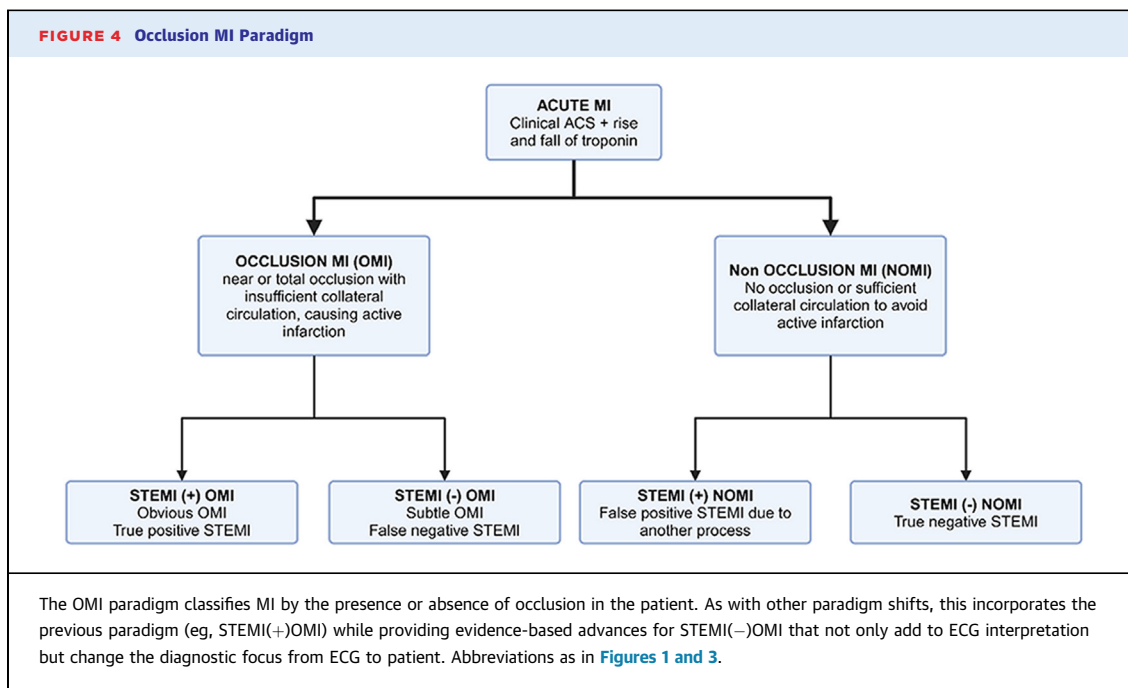 FIGURE 4 Occlusion MI Paradigm
ACUTE MI
Clinical ACS + rise
and fall of troponin
OCCLUSION MI (OMI)
near or total occlusion with
insufficient collateral
circulation, causing active
infarction
Non OCCLUSION MI (NOMI)
No occlusion or sufficient
collateral circulation to avoid
active infarction
STEMI (+) OMI
Obvious OMI
True positive STEMI
STEMI (-) OMI
Subtle OMI
False negative STEMI
STEMI (+) NOMI
False positive STEMI due to
another process
STEMI (-) NOMI
True negative STEMI
The OMI paradigm classifies MI by the presence or absence of occlusion in the patient. As with other paradigm shifts, this incorporates the
previous paradigm (eg, STEMI(+)OMI) while providing evidence-based advances for STEMI(−)OMI that not only add to ECG interpretation
but change the diagnostic focus from ECG to patient. Abbreviations as in Figures 1 and 3.